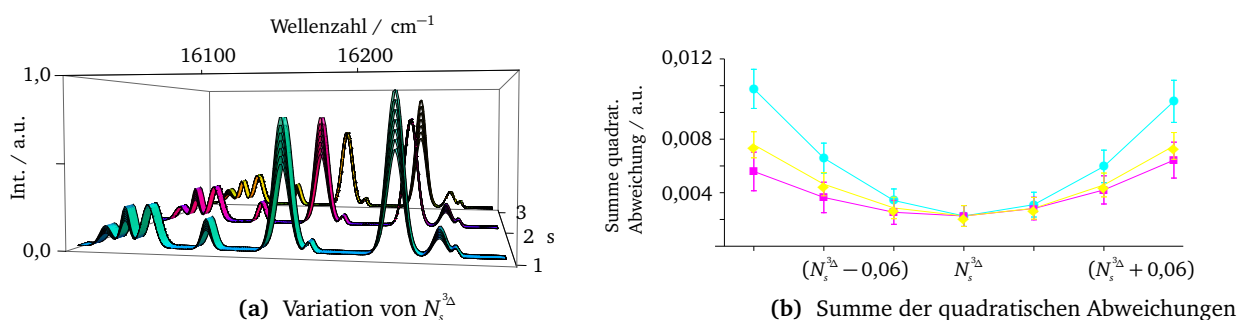 Wellenzahl / cm⁻¹
16100 16200
1,0
Int. / a.u.
0,0
3
2 s
1
(a) Variation von N_s^{3Δ}
0,012
0,008
0,004
Summe quadrat.
Abweichung / a.u.
(N_s^{3Δ} − 0,06) N_s^{3Δ} (N_s^{3Δ} + 0,06)
(b) Summe der quadratischen Abweichungen